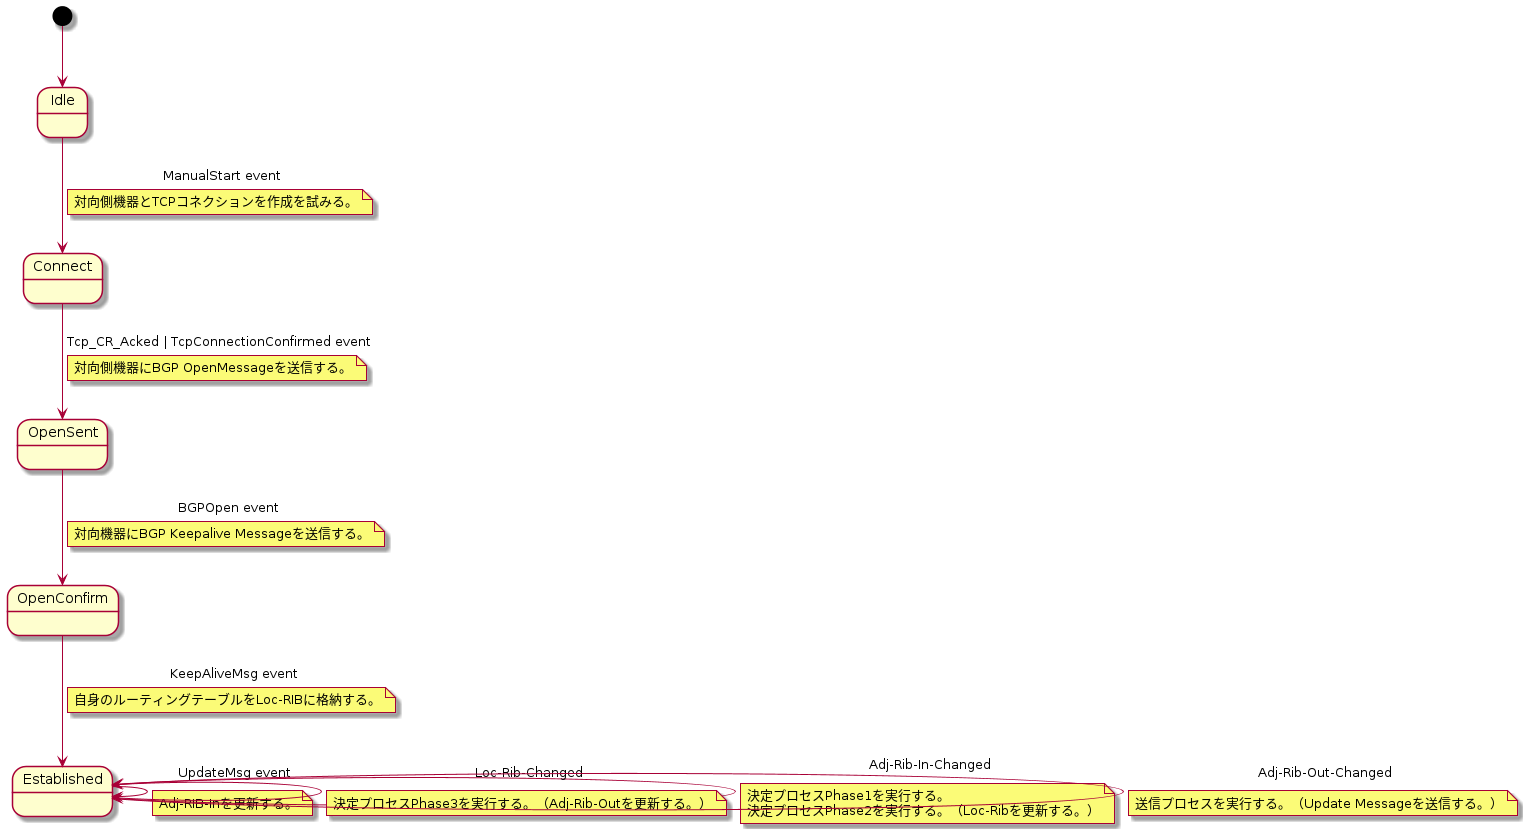 Idle
ManualStart event
対向側機器とTCPコネクションを作成を試みる。
Connect
Tcp_CR_Acked | TcpConnectionConfirmed event
対向側機器にBGP OpenMessageを送信する。
OpenSent
BGPOpen event
対向機器にBGP Keepalive Messageを送信する。
OpenConfirm
KeepAliveMsg event
自身のルーティングテーブルをLoc-RIBに格納する。
Established
UpdateMsg event
Adj-RIB-Inを更新する。
Loc-Rib-Changed
決定プロセスPhase3を実行する。（Adj-Rib-Outを更新する。）
Adj-Rib-In-Changed
決定プロセスPhase1を実行する。
決定プロセスPhase2を実行する。（Loc-Ribを更新する。）
Adj-Rib-Out-Changed
送信プロセスを実行する。（Update Messageを送信する。）